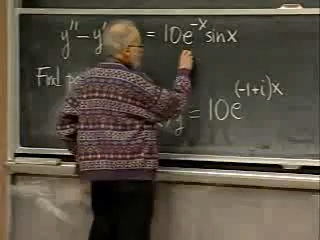 y'' - y' = 10e^{-x} sin x
Find
y = 10e^{(-1+i)x}